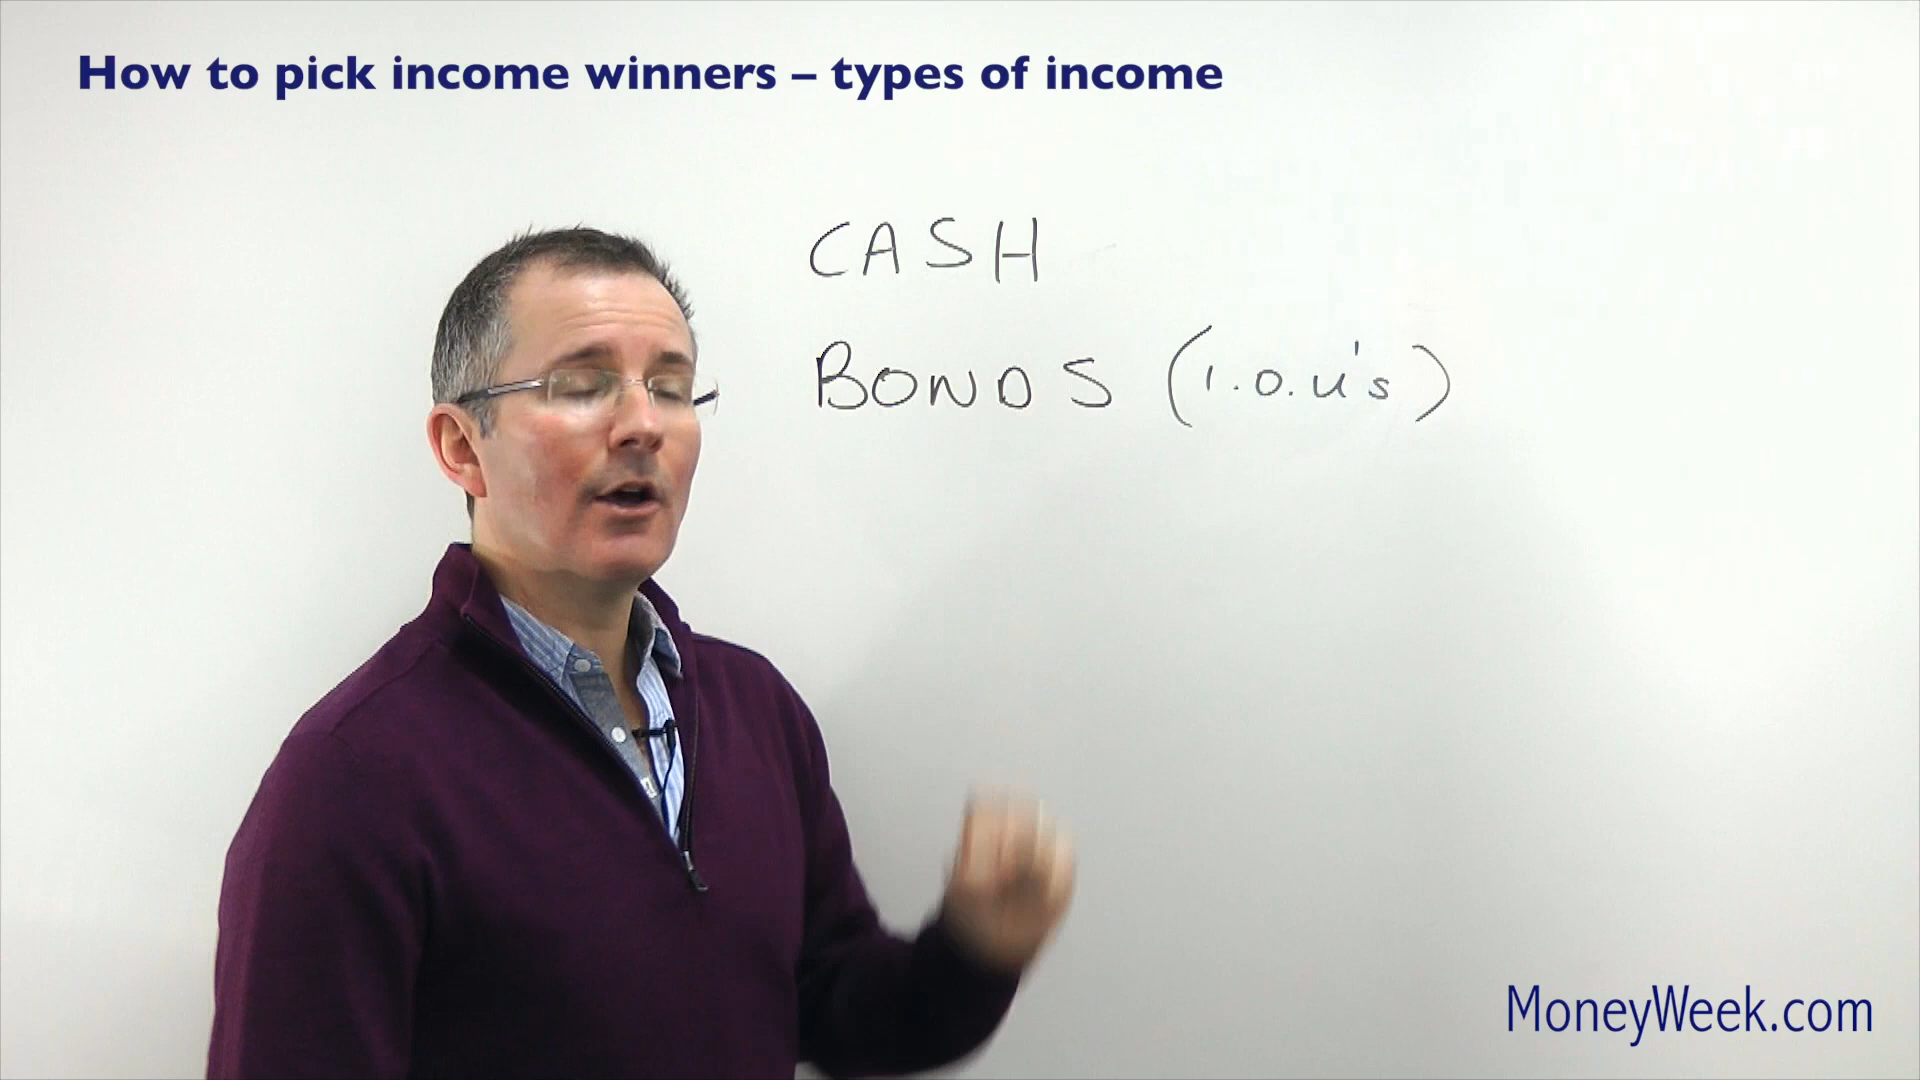 How to pick income winners – types of income
CASH
BONDS (I.O.U's)
MoneyWeek.com